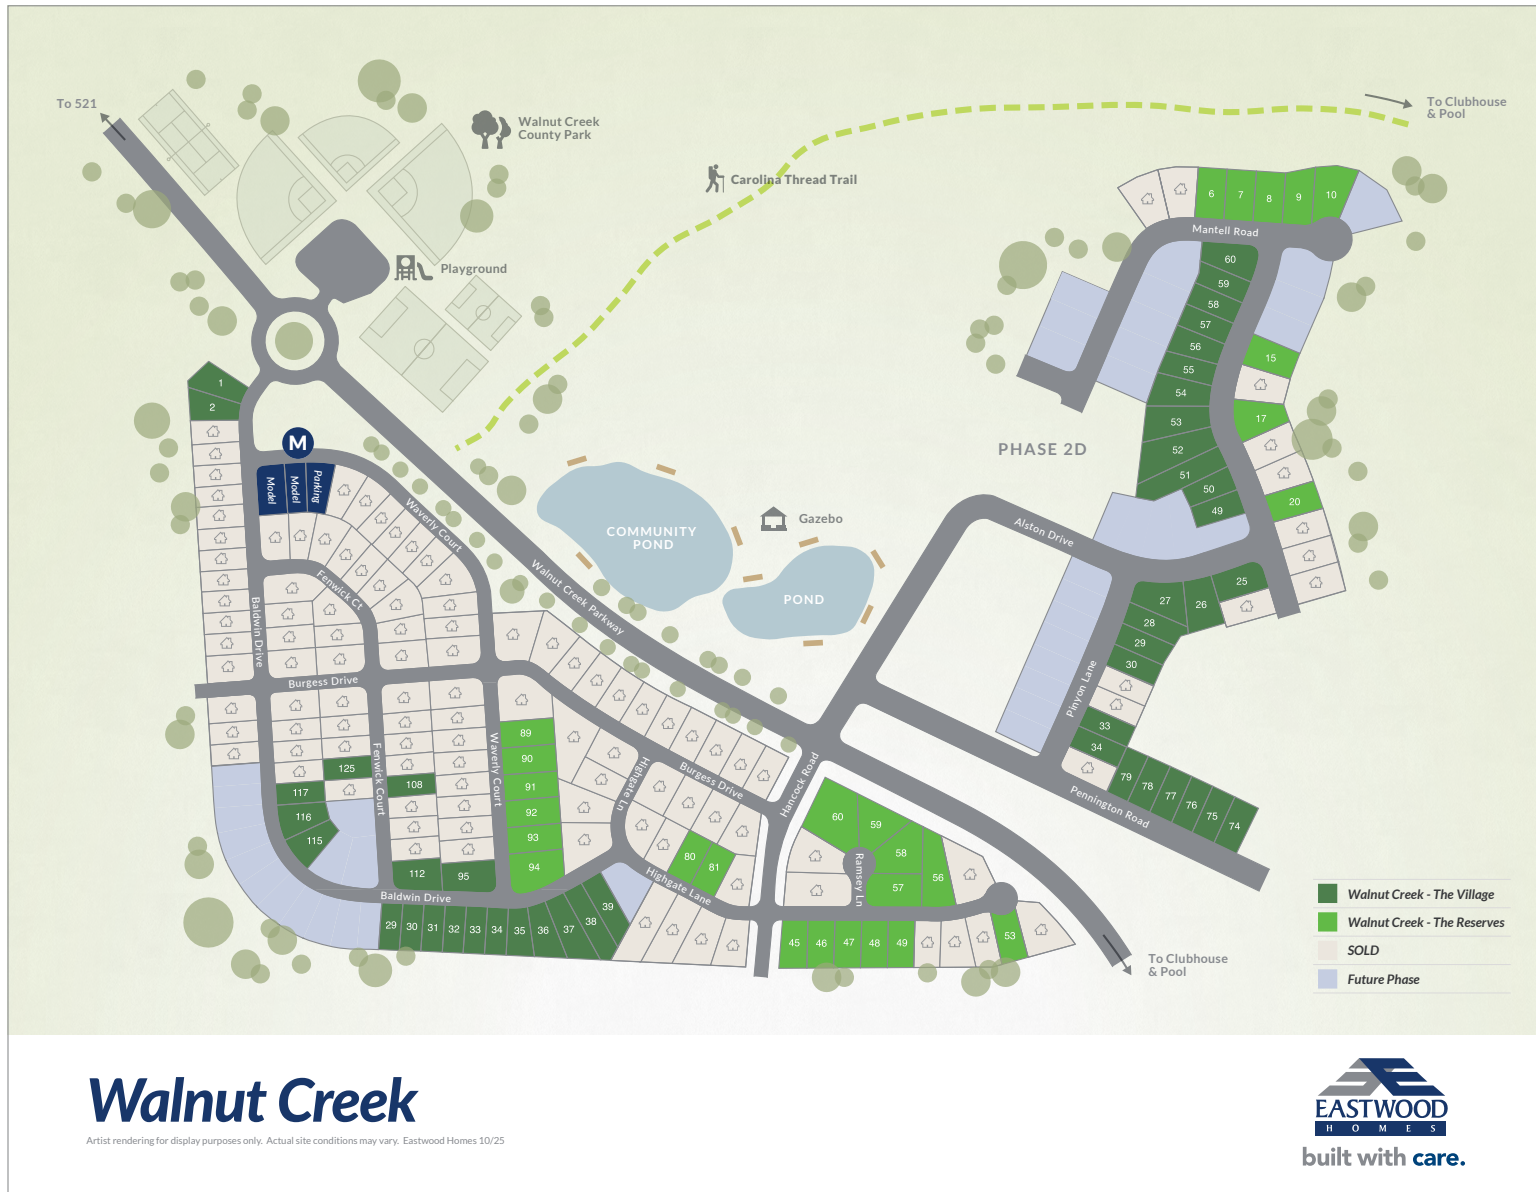 To 521
Walnut Creek
County Park
Carolina Thread Trail
To Clubhouse
& Pool
Playground
6
7
8
9
10
Mantell Road
60
59
58
57
56
55
54
53
52
51
50
49
15
17
20
PHASE 2D
1
2
M
Model
Model
Parking
Waverly Court
Fenwick Ct
Baldwin Drive
Burgess Drive
COMMUNITY
POND
Gazebo
POND
Walnut Creek Parkway
Alston Drive
25
26
27
28
29
30
33
34
Pinyon Lane
79
78
77
76
75
74
Pennington Road
125
117
116
115
Fenwick Court
108
112
95
Waverly Court
89
90
91
92
93
94
Highgate Ln
Burgess Drive
Hancock Road
80
81
Highgate Lane
Baldwin Drive
29
30
31
32
33
34
35
36
37
38
39
60
59
58
57
56
Ramsey Ln
45
46
47
48
49
53
To Clubhouse
& Pool
Walnut Creek - The Village
Walnut Creek - The Reserves
SOLD
Future Phase
Walnut Creek
Artist rendering for display purposes only. Actual site conditions may vary. Eastwood Homes 10/25
EASTWOOD
HOMES
built with care.